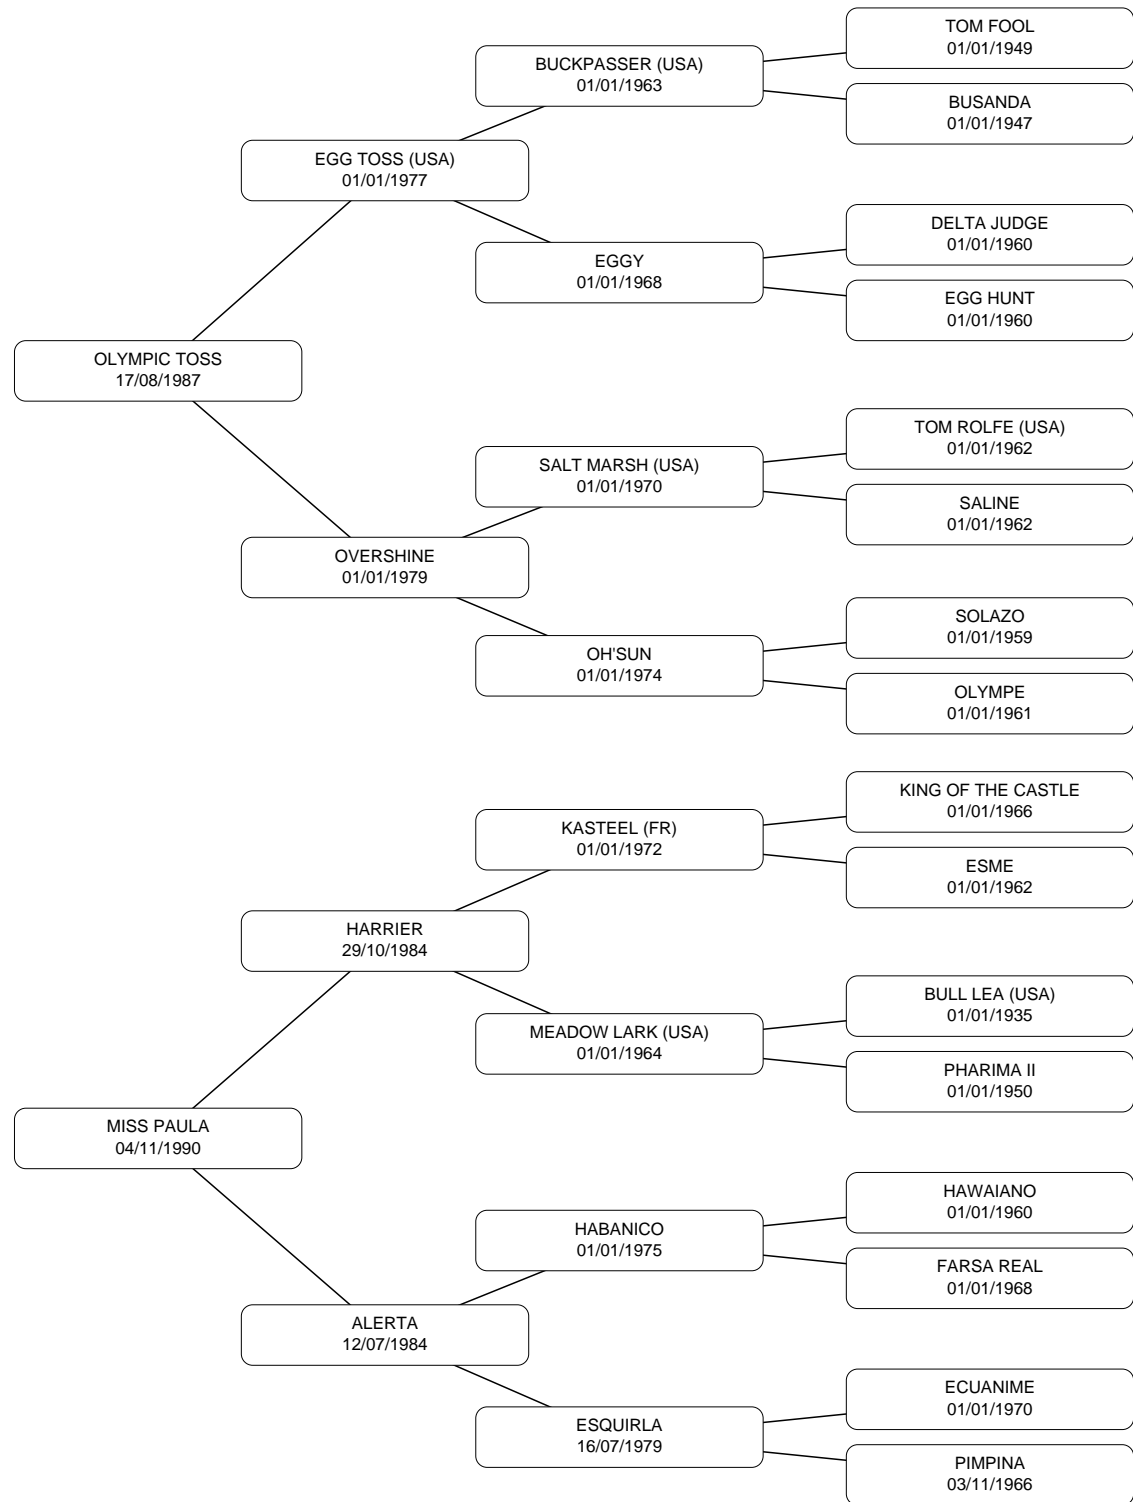 TOM FOOL
01/01/1949
BUCKPASSER (USA)
01/01/1963
BUSANDA
01/01/1947
EGG TOSS (USA)
01/01/1977
DELTA JUDGE
01/01/1960
EGGY
01/01/1968
EGG HUNT
01/01/1960
OLYMPIC TOSS
17/08/1987
TOM ROLFE (USA)
01/01/1962
SALT MARSH (USA)
01/01/1970
SALINE
01/01/1962
OVERSHINE
01/01/1979
SOLAZO
01/01/1959
OH'SUN
01/01/1974
OLYMPE
01/01/1961
KING OF THE CASTLE
01/01/1966
KASTEEL (FR)
01/01/1972
ESME
01/01/1962
HARRIER
29/10/1984
BULL LEA (USA)
01/01/1935
MEADOW LARK (USA)
01/01/1964
PHARIMA II
01/01/1950
MISS PAULA
04/11/1990
HAWAIANO
01/01/1960
HABANICO
01/01/1975
FARSA REAL
01/01/1968
ALERTA
12/07/1984
ECUANIME
01/01/1970
ESQUIRLA
16/07/1979
PIMPINA
03/11/1966